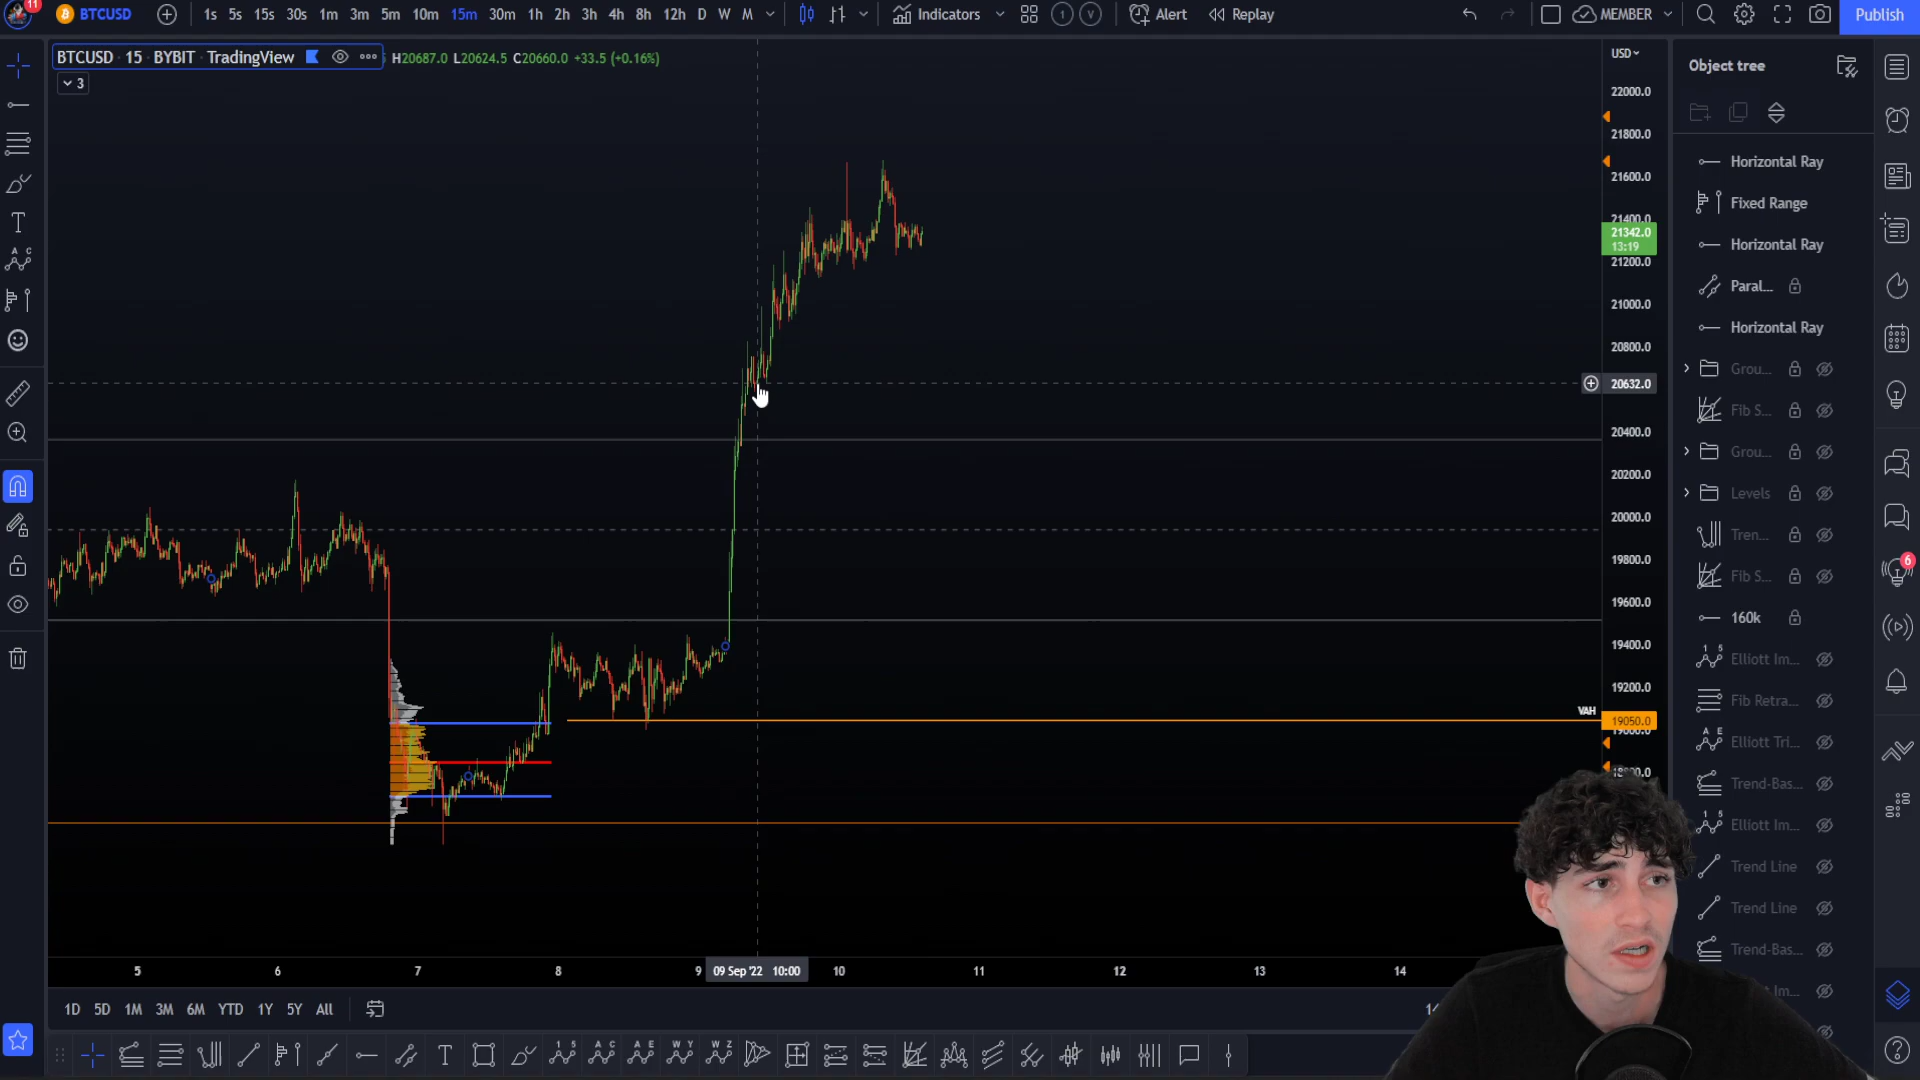 11
BTCUSD
1s 5s 15s 30s 1m 3m 5m 10m 15m 30m 1h 2h 3h 4h 8h 12h D W M
Indicators
1 V
Alert
Replay
MEMBER
Publish
BTCUSD · 15 · BYBIT · TradingView
H20687.0 L20624.5 C20660.0 +33.5 (+0.16%)
3
USD
22000.0
21800.0
21600.0
21400.0
21342.0
13:19
21200.0
21000.0
20800.0
20632.0
20400.0
20200.0
20000.0
19800.0
19600.0
19400.0
19200.0
VAH
19050.0
19000.0
Object tree
Horizontal Ray
Fixed Range
Horizontal Ray
Paral...
Horizontal Ray
Grou...
Fib S...
Grou...
Levels
Tren...
Fib S...
160k
Elliott Im...
Fib Retra...
Elliott Tri...
Trend-Bas...
Elliott Im...
Trend Line
Trend Line
Trend-Bas...
6
5 6 7 8 9 09 Sep '22 10:00 10 11 12 13 14
1D 5D 1M 3M 6M YTD 1Y 5Y All